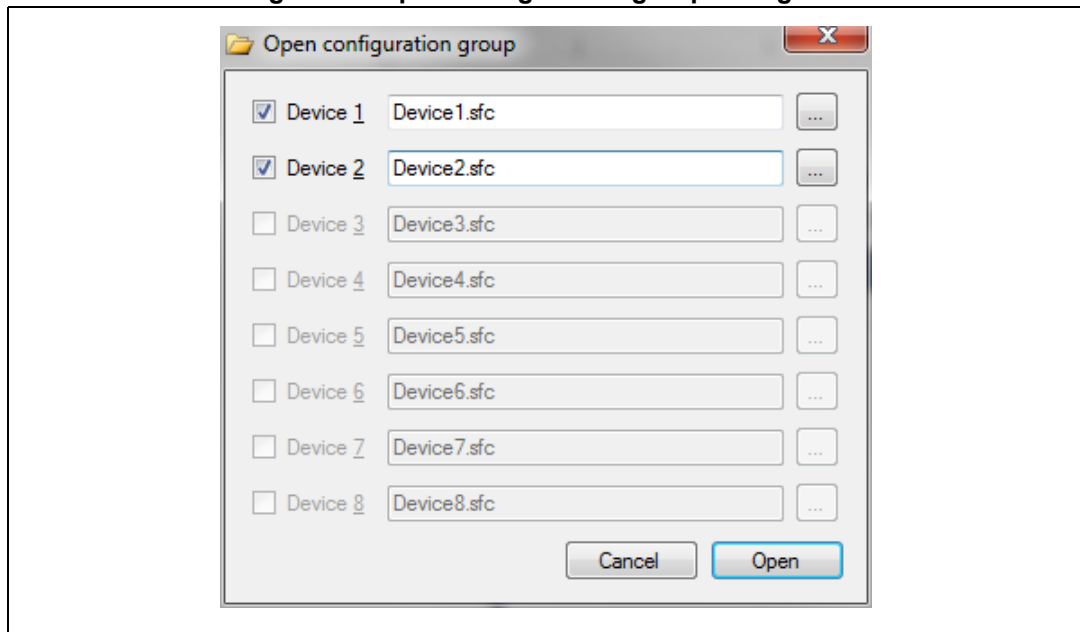 Open configuration group
Device 1 Device1.sfc ...
Device 2 Device2.sfc ...
Device 3 Device3.sfc ...
Device 4 Device4.sfc ...
Device 5 Device5.sfc ...
Device 6 Device6.sfc ...
Device 7 Device7.sfc ...
Device 8 Device8.sfc ...
Cancel Open